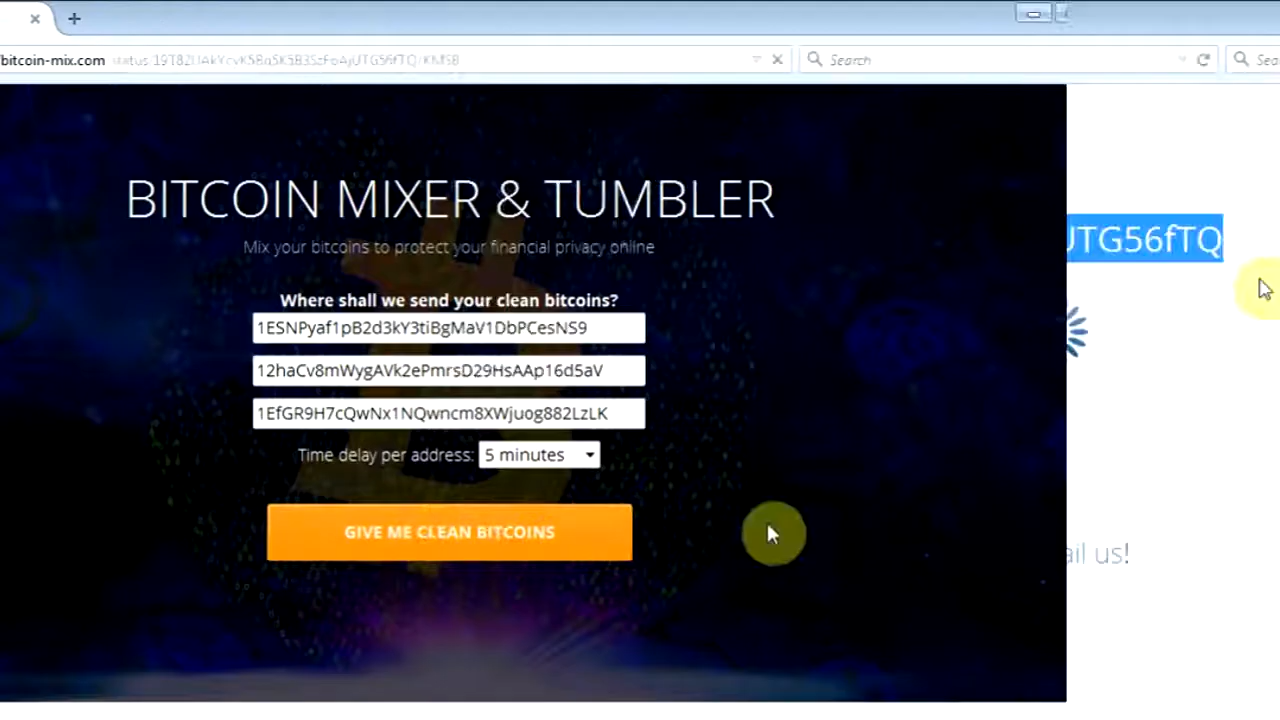 bitcoin-mix.com
Search
Sea
BITCOIN MIXER & TUMBLER
Mix your bitcoins to protect your financial privacy online
UTG56fTQ
Where shall we send your clean bitcoins?
1ESNPyaf1pB2d3kY3tiBgMaV1DbPCesNS9
12haCv8mWygAVk2ePmrsD29HsAAp16d5aV
1EfGR9H7cQwNx1NQwncm8XWjuog882LzLK
Time delay per address: 5 minutes
GIVE ME CLEAN BITCOINS
ail us!